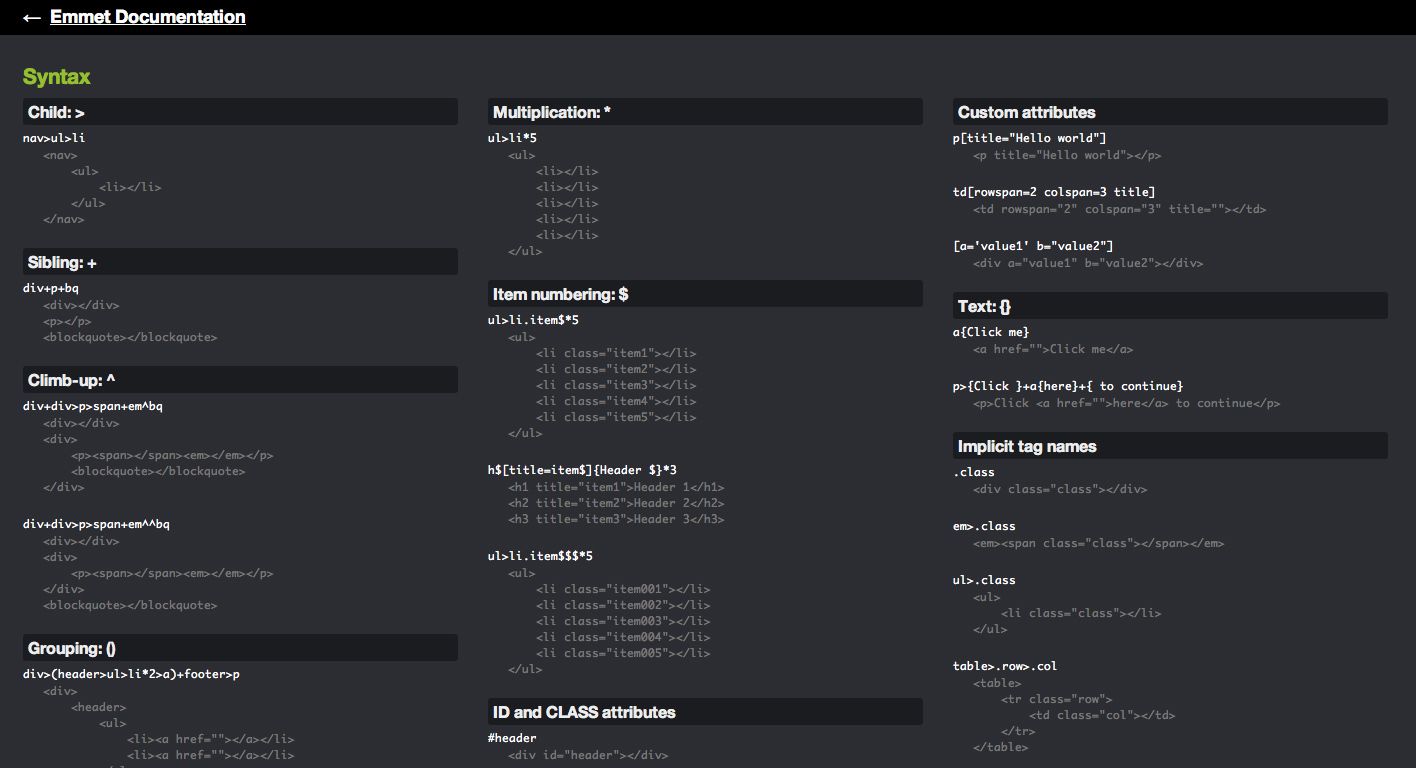 ← Emmet Documentation
Syntax
Child: >
nav>ul>li
<nav>
<ul>
<li></li>
</ul>
</nav>
Sibling: +
div+p+bq
<div></div>
<p></p>
<blockquote></blockquote>
Climb-up: ^
div+div>p>span+em^bq
<div></div>
<div>
<p><span></span><em></em></p>
<blockquote></blockquote>
</div>
div+div>p>span+em^^bq
<div></div>
<div>
<p><span></span><em></em></p>
</div>
<blockquote></blockquote>
Grouping: ()
div>(header>ul>li*2>a)+footer>p
<div>
<header>
<ul>
<li><a href=""></a></li>
<li><a href=""></a></li>
Multiplication: *
ul>li*5
<ul>
<li></li>
<li></li>
<li></li>
<li></li>
<li></li>
</ul>
Item numbering: $
ul>li.item$*5
<ul>
<li class="item1"></li>
<li class="item2"></li>
<li class="item3"></li>
<li class="item4"></li>
<li class="item5"></li>
</ul>
h$[title=item$]{Header $}*3
<h1 title="item1">Header 1</h1>
<h2 title="item2">Header 2</h2>
<h3 title="item3">Header 3</h3>
ul>li.item$$$*5
<ul>
<li class="item001"></li>
<li class="item002"></li>
<li class="item003"></li>
<li class="item004"></li>
<li class="item005"></li>
</ul>
ID and CLASS attributes
#header
<div id="header"></div>
Custom attributes
p[title="Hello world"]
<p title="Hello world"></p>
td[rowspan=2 colspan=3 title]
<td rowspan="2" colspan="3" title=""></td>
[a='value1' b="value2"]
<div a="value1" b="value2"></div>
Text: {}
a{Click me}
<a href="">Click me</a>
p>{Click }+a{here}+{ to continue}
<p>Click <a href="">here</a> to continue</p>
Implicit tag names
.class
<div class="class"></div>
em>.class
<em><span class="class"></span></em>
ul>.class
<ul>
<li class="class"></li>
</ul>
table>.row>.col
<table>
<tr class="row">
<td class="col"></td>
</tr>
</table>